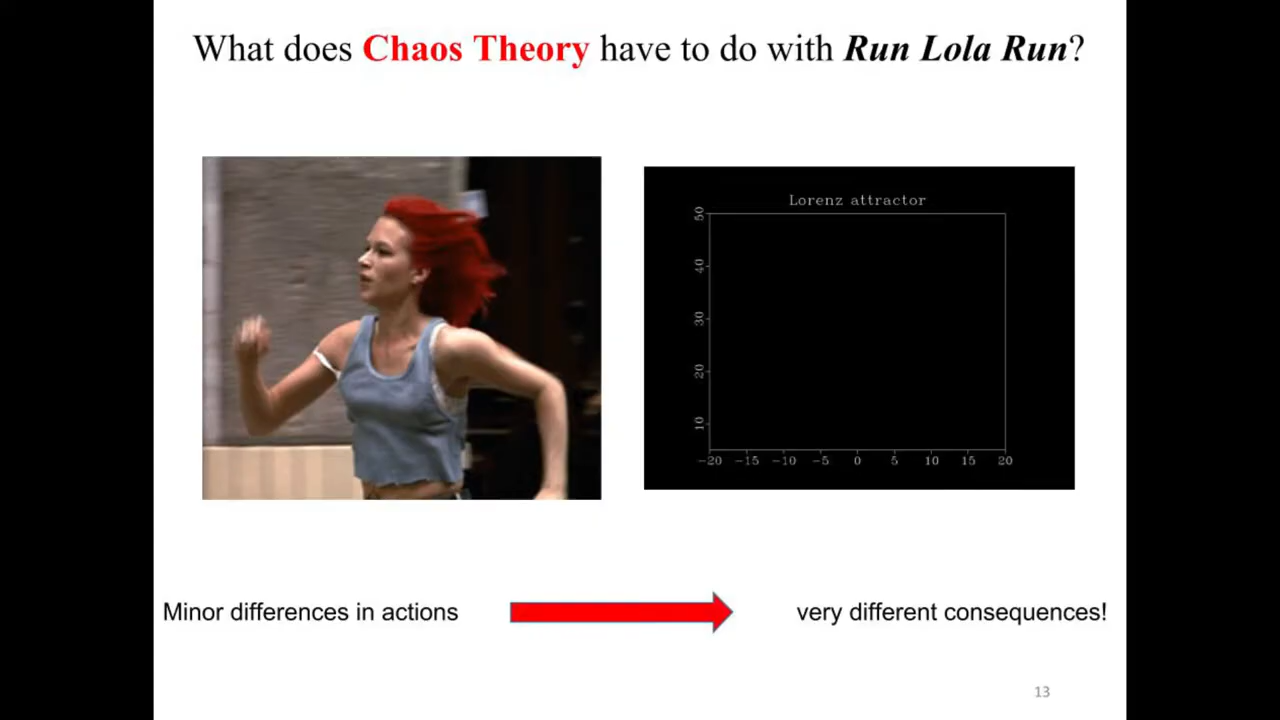 What does Chaos Theory have to do with Run Lola Run?
Lorenz attractor
50
40
30
20
10
−20 −15 −10 −5 0 5 10 15 20
Minor differences in actions
very different consequences!
13